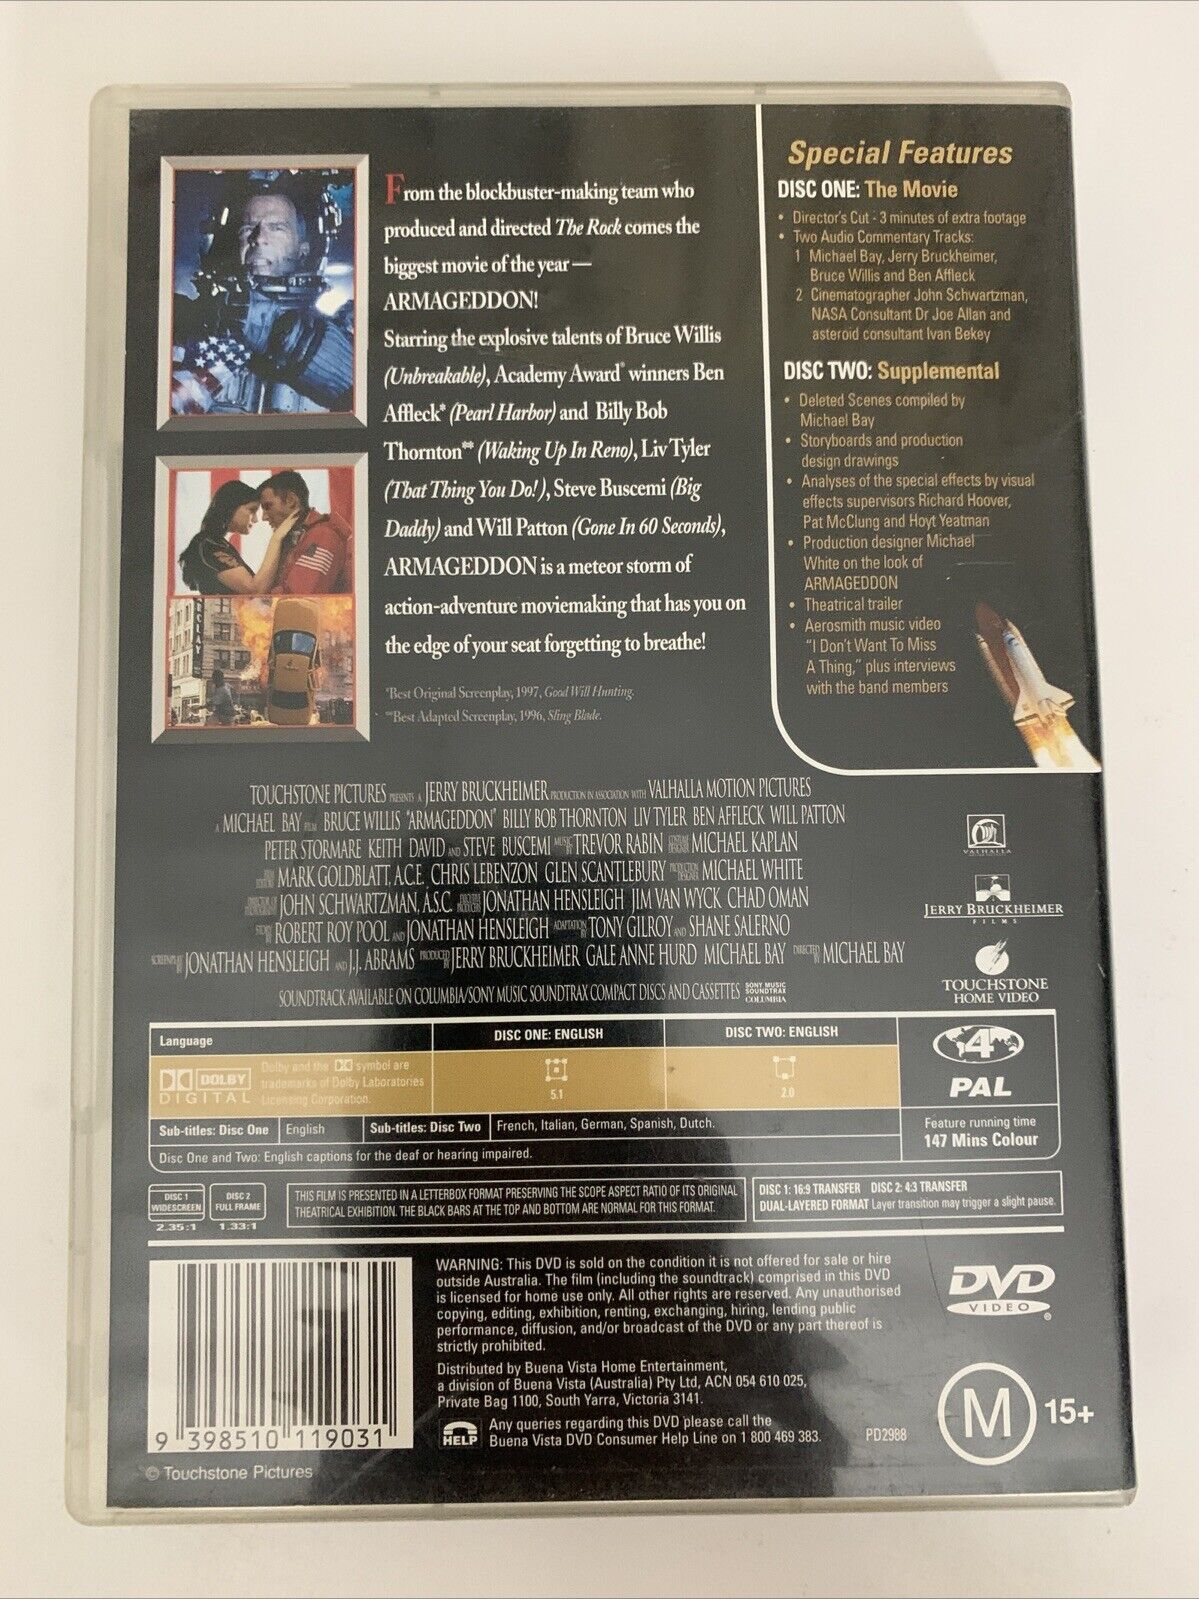 From the blockbuster-making team who
produced and directed The Rock comes the
biggest movie of the year —
ARMAGEDDON!
Starring the explosive talents of Bruce Willis
(Unbreakable), Academy Award® winners Ben
Affleck* (Pearl Harbor) and Billy Bob
Thornton** (Waking Up In Reno), Liv Tyler
(That Thing You Do!), Steve Buscemi (Big
Daddy) and Will Patton (Gone In 60 Seconds),
ARMAGEDDON is a meteor storm of
action-adventure moviemaking that has you on
the edge of your seat forgetting to breathe!
*Best Original Screenplay, 1997, Good Will Hunting.
**Best Adapted Screenplay, 1996, Sling Blade.
Special Features
DISC ONE: The Movie
• Director's Cut - 3 minutes of extra footage
• Two Audio Commentary Tracks:
1 Michael Bay, Jerry Bruckheimer,
Bruce Willis and Ben Affleck
2 Cinematographer John Schwartzman,
NASA Consultant Dr Joe Allan and
asteroid consultant Ivan Bekey
DISC TWO: Supplemental
• Deleted Scenes compiled by
Michael Bay
• Storyboards and production
design drawings
• Analyses of the special effects by visual
effects supervisors Richard Hoover,
Pat McClung and Hoyt Yeatman
• Production designer Michael
White on the look of
ARMAGEDDON
• Theatrical trailer
• Aerosmith music video
"I Don't Want To Miss
A Thing," plus interviews
with the band members
TOUCHSTONE PICTURES PRESENTS A JERRY BRUCKHEIMER PRODUCTION IN ASSOCIATION WITH VALHALLA MOTION PICTURES
A MICHAEL BAY FILM BRUCE WILLIS "ARMAGEDDON" BILLY BOB THORNTON LIV TYLER BEN AFFLECK WILL PATTON
PETER STORMARE KEITH DAVID AND STEVE BUSCEMI MUSIC BY TREVOR RABIN COSTUME DESIGNER MICHAEL KAPLAN
FILM EDITORS MARK GOLDBLATT, A.C.E. CHRIS LEBENZON GLEN SCANTLEBURY PRODUCTION DESIGNER MICHAEL WHITE
DIRECTOR OF PHOTOGRAPHY JOHN SCHWARTZMAN, A.S.C. EXECUTIVE PRODUCERS JONATHAN HENSLEIGH JIM VAN WYCK CHAD OMAN
STORY BY ROBERT ROY POOL AND JONATHAN HENSLEIGH ADAPTATION BY TONY GILROY AND SHANE SALERNO
SCREENPLAY BY JONATHAN HENSLEIGH AND J.J. ABRAMS PRODUCED BY JERRY BRUCKHEIMER GALE ANNE HURD MICHAEL BAY DIRECTED BY MICHAEL BAY
SOUNDTRACK AVAILABLE ON COLUMBIA/SONY MUSIC SOUNDTRAX COMPACT DISCS AND CASSETTES SONY MUSIC SOUNDTRAX COLUMBIA
VALHALLA
JERRY BRUCKHEIMER
FILMS
TOUCHSTONE
HOME VIDEO
Language
DISC ONE: ENGLISH
DISC TWO: ENGLISH
DOLBY
DIGITAL
Dolby and the DD symbol are
trademarks of Dolby Laboratories
Licensing Corporation.
5.1
2.0
Sub-titles: Disc One English Sub-titles: Disc Two French, Italian, German, Spanish, Dutch.
Disc One and Two: English captions for the deaf or hearing impaired.
4
PAL
Feature running time
147 Mins Colour
DISC 1
WIDESCREEN
2.35:1
DISC 2
FULL FRAME
1.33:1
THIS FILM IS PRESENTED IN A LETTERBOX FORMAT PRESERVING THE SCOPE ASPECT RATIO OF ITS ORIGINAL
THEATRICAL EXHIBITION. THE BLACK BARS AT THE TOP AND BOTTOM ARE NORMAL FOR THIS FORMAT.
DISC 1: 16:9 TRANSFER DISC 2: 4:3 TRANSFER
DUAL-LAYERED FORMAT Layer transition may trigger a slight pause.
WARNING: This DVD is sold on the condition it is not offered for sale or hire
outside Australia. The film (including the soundtrack) comprised in this DVD
is licensed for home use only. All other rights are reserved. Any unauthorised
copying, editing, exhibition, renting, exchanging, hiring, lending public
performance, diffusion, and/or broadcast of the DVD or any part thereof is
strictly prohibited.
Distributed by Buena Vista Home Entertainment,
a division of Buena Vista (Australia) Pty Ltd, ACN 054 610 025,
Private Bag 1100, South Yarra, Victoria 3141.
HELP
Any queries regarding this DVD please call the
Buena Vista DVD Consumer Help Line on 1 800 469 383.
PD2988
DVD
VIDEO
M 15+
9 398510 119031
© Touchstone Pictures